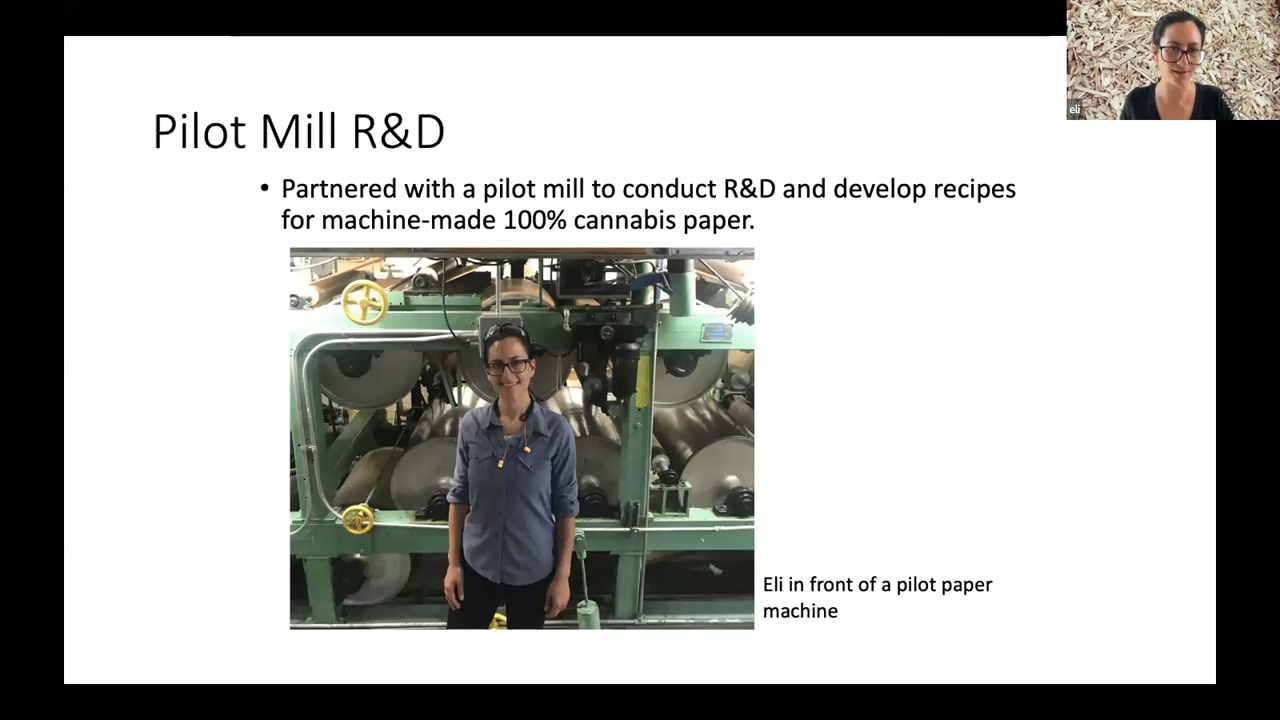 eli
Pilot Mill R&D
• Partnered with a pilot mill to conduct R&D and develop recipes
for machine-made 100% cannabis paper.
Eli in front of a pilot paper
machine